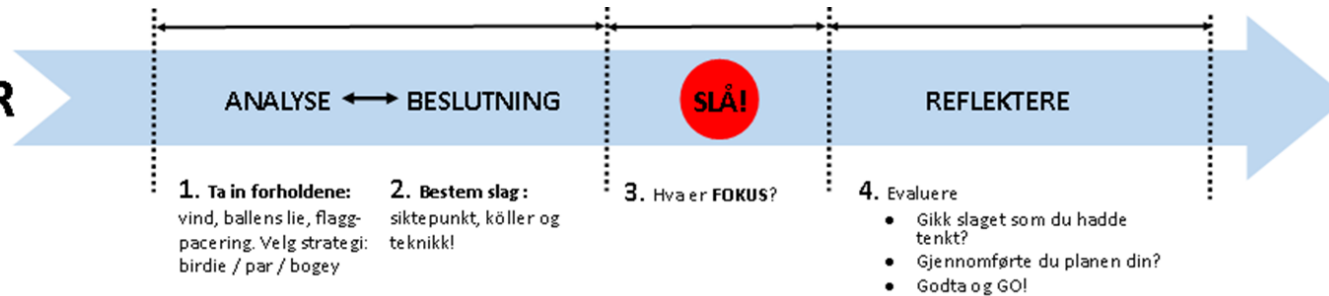 R
ANALYSE
BESLUTNING
SLÅ!
REFLEKTERE
1. Ta in forholdene:
vind, ballens lie, flagg-
pacering. Velg strategi:
birdie / par / bogey
2. Bestem slag :
siktepunkt, köller og
teknikk!
3. Hva er FOKUS?
4. Evaluere
• Gikk slaget som du hadde
tenkt?
• Gjennomførte du planen din?
• Godta og GO!